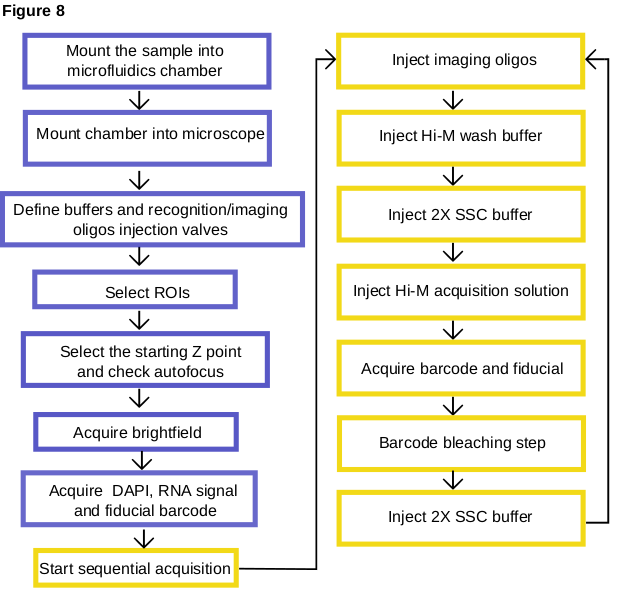 Figure 8
Mount the sample into
microfluidics chamber
Mount chamber into microscope
Define buffers and recognition/imaging
oligos injection valves
Select ROIs
Select the starting Z point
and check autofocus
Acquire brightfield
Acquire DAPI, RNA signal
and fiducial barcode
Start sequential acquisition
Inject imaging oligos
Inject Hi-M wash buffer
Inject 2X SSC buffer
Inject Hi-M acquisition solution
Acquire barcode and fiducial
Barcode bleaching step
Inject 2X SSC buffer